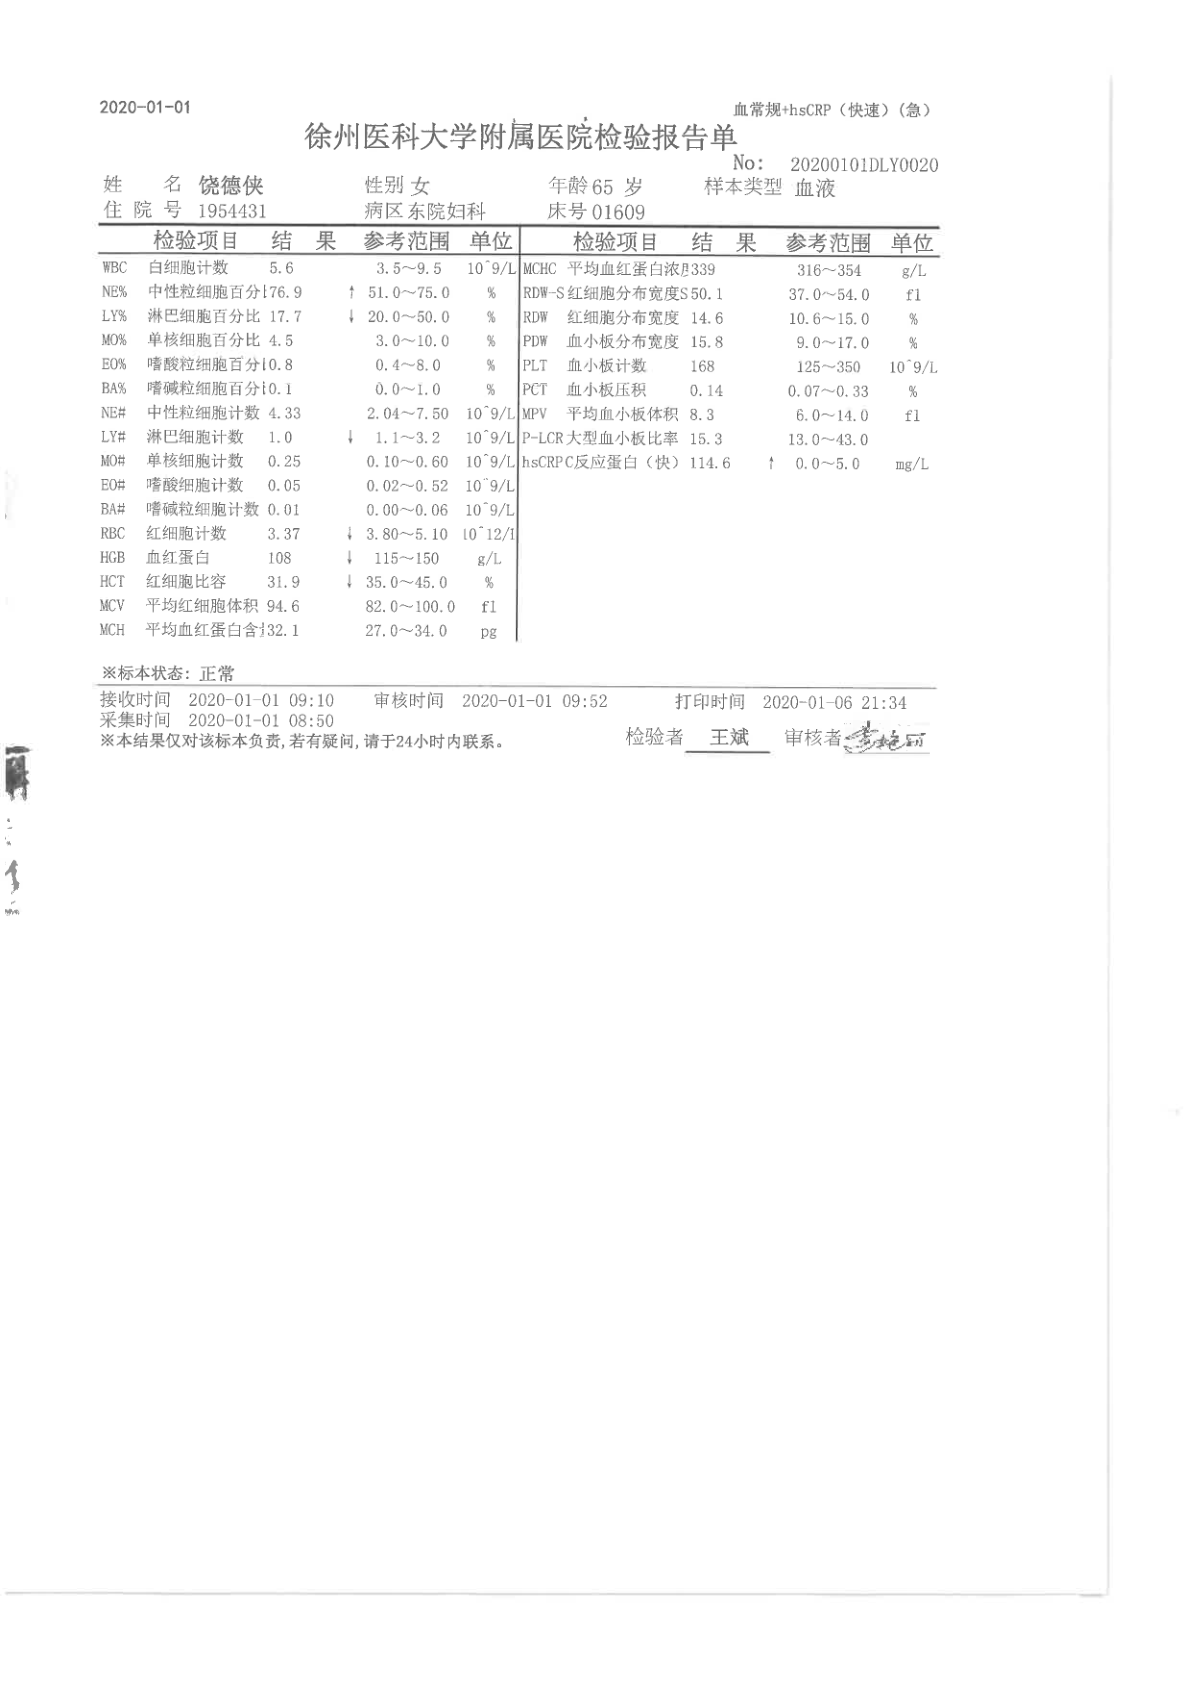 2020-01-01
血常规+hsCRP（快速）(急)
徐州医科大学附属医院检验报告单
No: 20200101DLY0020
姓 名 饶德侠 性别 女 年龄 65 岁 样本类型 血液
住 院 号 1954431 病区 东院妇科 床号 01609
检验项目 结 果 参考范围 单位 检验项目 结 果 参考范围 单位
WBC 白细胞计数 5.6 3.5~9.5 10^9/L MCHC 平均血红蛋白浓 339 316~354 g/L
NE% 中性粒细胞百分 76.9 ↑ 51.0~75.0 % RDW-S 红细胞分布宽度S 50.1 37.0~54.0 fl
LY% 淋巴细胞百分比 17.7 ↓ 20.0~50.0 % RDW 红细胞分布宽度 14.6 10.6~15.0 %
MO% 单核细胞百分比 4.5 3.0~10.0 % PDW 血小板分布宽度 15.8 9.0~17.0 %
EO% 嗜酸粒细胞百分 0.8 0.4~8.0 % PLT 血小板计数 168 125~350 10^9/L
BA% 嗜碱粒细胞百分 0.1 0.0~1.0 % PCT 血小板压积 0.14 0.07~0.33 %
NE# 中性粒细胞计数 4.33 2.04~7.50 10^9/L MPV 平均血小板体积 8.3 6.0~14.0 fl
LY# 淋巴细胞计数 1.0 ↓ 1.1~3.2 10^9/L P-LCR 大型血小板比率 15.3 13.0~43.0
MO# 单核细胞计数 0.25 0.10~0.60 10^9/L hsCRP C反应蛋白（快） 114.6 ↑ 0.0~5.0 mg/L
EO# 嗜酸细胞计数 0.05 0.02~0.52 10^9/L
BA# 嗜碱粒细胞计数 0.01 0.00~0.06 10^9/L
RBC 红细胞计数 3.37 ↓ 3.80~5.10 10^12/L
HGB 血红蛋白 108 ↓ 115~150 g/L
HCT 红细胞比容 31.9 ↓ 35.0~45.0 %
MCV 平均红细胞体积 94.6 82.0~100.0 fl
MCH 平均血红蛋白含 32.1 27.0~34.0 pg
※标本状态: 正常
接收时间 2020-01-01 09:10 审核时间 2020-01-01 09:52 打印时间 2020-01-06 21:34
采集时间 2020-01-01 08:50
※本结果仅对该标本负责,若有疑问,请于24小时内联系。 检验者 王斌 审核者